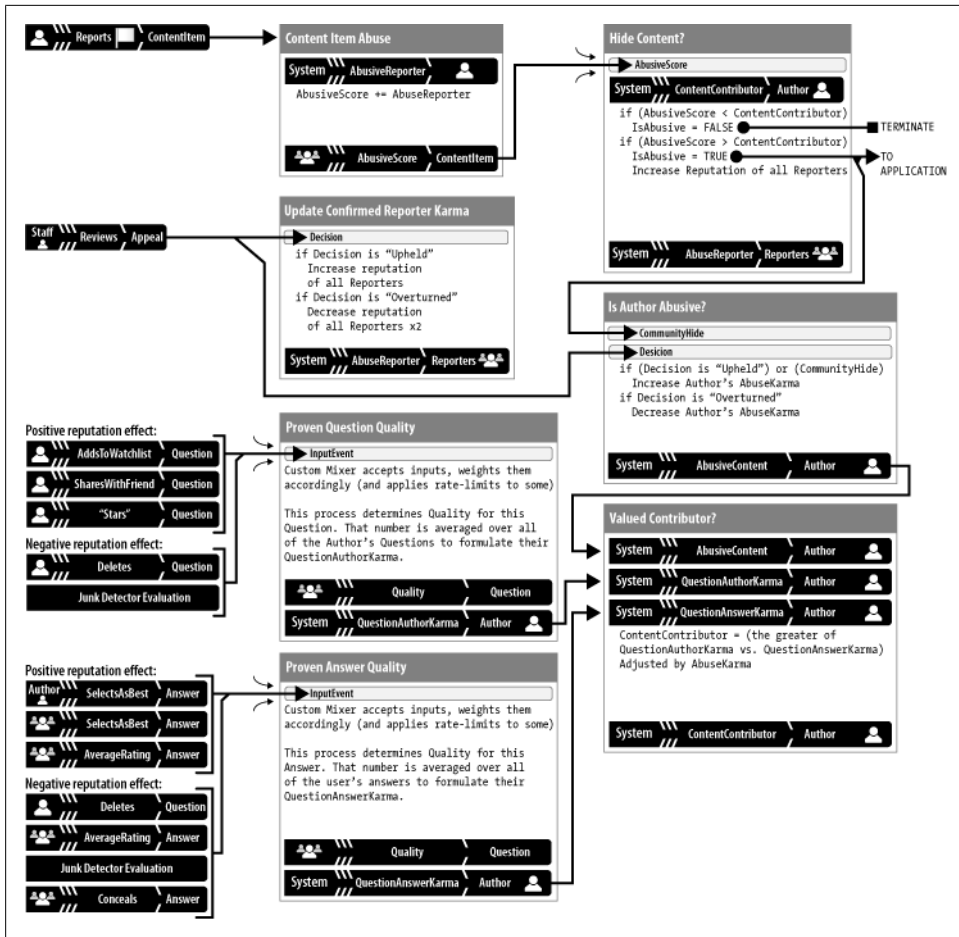 Reports ContentItem
Content Item Abuse
System AbusiveReporter
AbusiveScore += AbuseReporter
AbusiveScore ContentItem
Hide Content?
AbusiveScore
System ContentContributor Author
if (AbusiveScore < ContentContributor)
IsAbusive = FALSE
TERMINATE
if (AbusiveScore > ContentContributor)
IsAbusive = TRUE
TO
APPLICATION
Increase Reputation of all Reporters
System AbuseReporter Reporters
Staff Reviews Appeal
Update Confirmed Reporter Karma
Decision
if Decision is “Upheld”
Increase reputation
of all Reporters
if Decision is “Overturned”
Decrease reputation
of all Reporters x2
System AbuseReporter Reporters
Is Author Abusive?
CommunityHide
Desicion
if (Decision is “Upheld”) or (CommunityHide)
Increase Author’s AbuseKarma
if Decision is “Overturned”
Decrease Author’s AbuseKarma
System AbusiveContent Author
Positive reputation effect:
AddsToWatchlist Question
SharesWithFriend Question
“Stars” Question
Negative reputation effect:
Deletes Question
Junk Detector Evaluation
Proven Question Quality
InputEvent
Custom Mixer accepts inputs, weights them
accordingly (and applies rate-limits to some)
This process determines Quality for this
Question. That number is averaged over all
of the Author’s Questions to formulate their
QuestionAuthorKarma.
Quality Question
System QuestionAuthorKarma Author
Valued Contributor?
System AbusiveContent Author
System QuestionAuthorKarma Author
System QuestionAnswerKarma Author
ContentContributor = (the greater of
QuestionAuthorKarma vs. QuestionAnswerKarma)
Adjusted by AbuseKarma
System ContentContributor Author
Positive reputation effect:
Author SelectsAsBest Answer
SelectsAsBest Answer
AverageRating Answer
Negative reputation effect:
Deletes Question
AverageRating Answer
Junk Detector Evaluation
Conceals Answer
Proven Answer Quality
InputEvent
Custom Mixer accepts inputs, weights them
accordingly (and applies rate-limits to some)
This process determines Quality for this
Answer. That number is averaged over all
of the user’s answers to formulate their
QuestionAnswerKarma.
Quality Question
System QuestionAnswerKarma Author